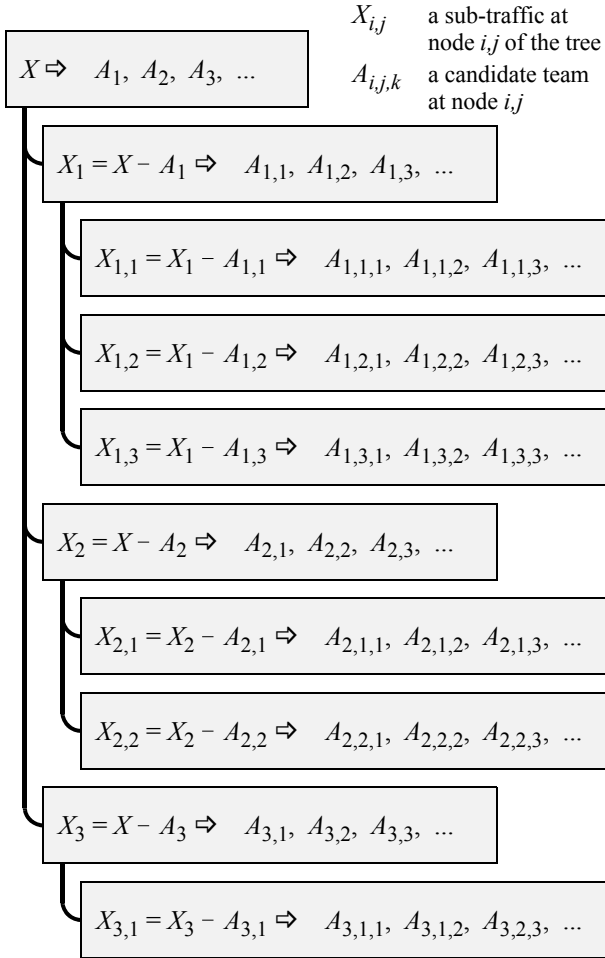 X_{i,j} a sub-traffic at
node i,j of the tree
A_{i,j,k} a candidate team
at node i,j
X ⇨ A_1, A_2, A_3, ...
X_1 = X − A_1 ⇨ A_{1,1}, A_{1,2}, A_{1,3}, ...
X_{1,1} = X_1 − A_{1,1} ⇨ A_{1,1,1}, A_{1,1,2}, A_{1,1,3}, ...
X_{1,2} = X_1 − A_{1,2} ⇨ A_{1,2,1}, A_{1,2,2}, A_{1,2,3}, ...
X_{1,3} = X_1 − A_{1,3} ⇨ A_{1,3,1}, A_{1,3,2}, A_{1,3,3}, ...
X_2 = X − A_2 ⇨ A_{2,1}, A_{2,2}, A_{2,3}, ...
X_{2,1} = X_2 − A_{2,1} ⇨ A_{2,1,1}, A_{2,1,2}, A_{2,1,3}, ...
X_{2,2} = X_2 − A_{2,2} ⇨ A_{2,2,1}, A_{2,2,2}, A_{2,2,3}, ...
X_3 = X − A_3 ⇨ A_{3,1}, A_{3,2}, A_{3,3}, ...
X_{3,1} = X_3 − A_{3,1} ⇨ A_{3,1,1}, A_{3,1,2}, A_{3,2,3}, ...